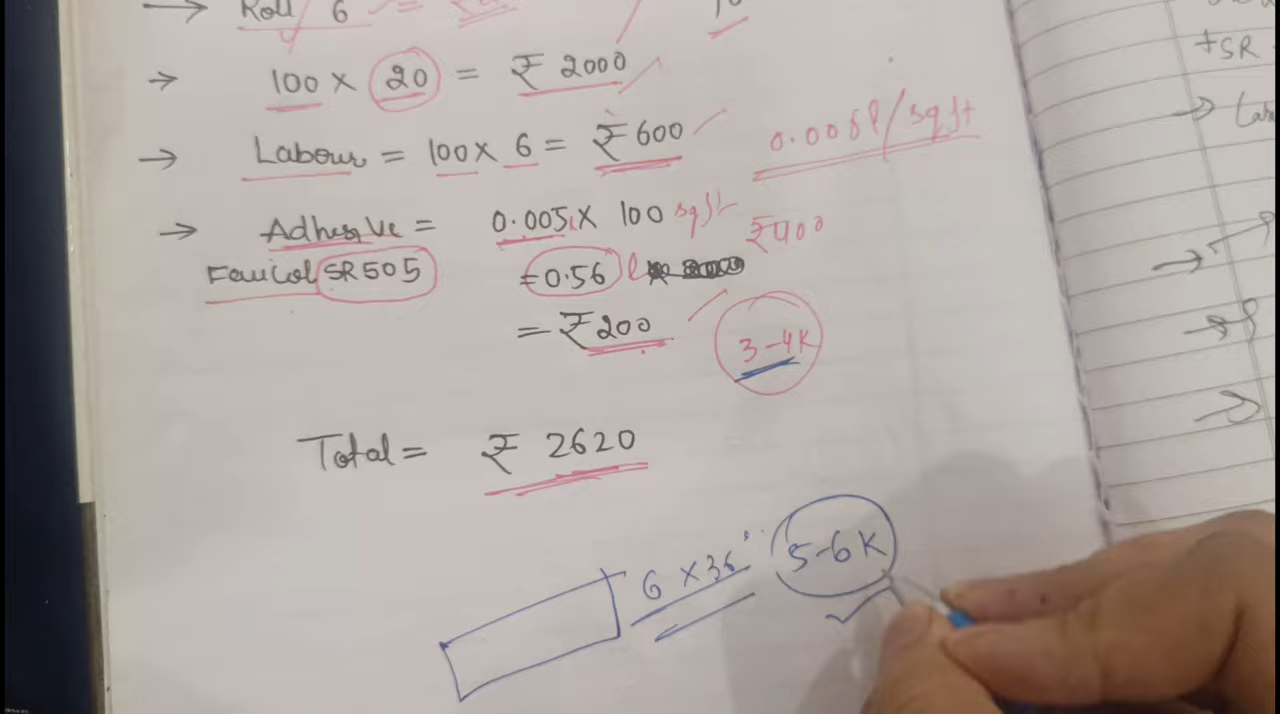 → Roll / 6 =
→ 100 x 20 = ₹ 2000
→ Labour = 100 x 6 = ₹ 600
0.005l/sqft
→ Adhesive = 0.005l x 100 sqft
₹400
Fevicol SR505 = 0.56 l
= ₹ 200
3-4K
Total = ₹ 2620
6 x 36"
5-6K
+SR
→
→
→
→